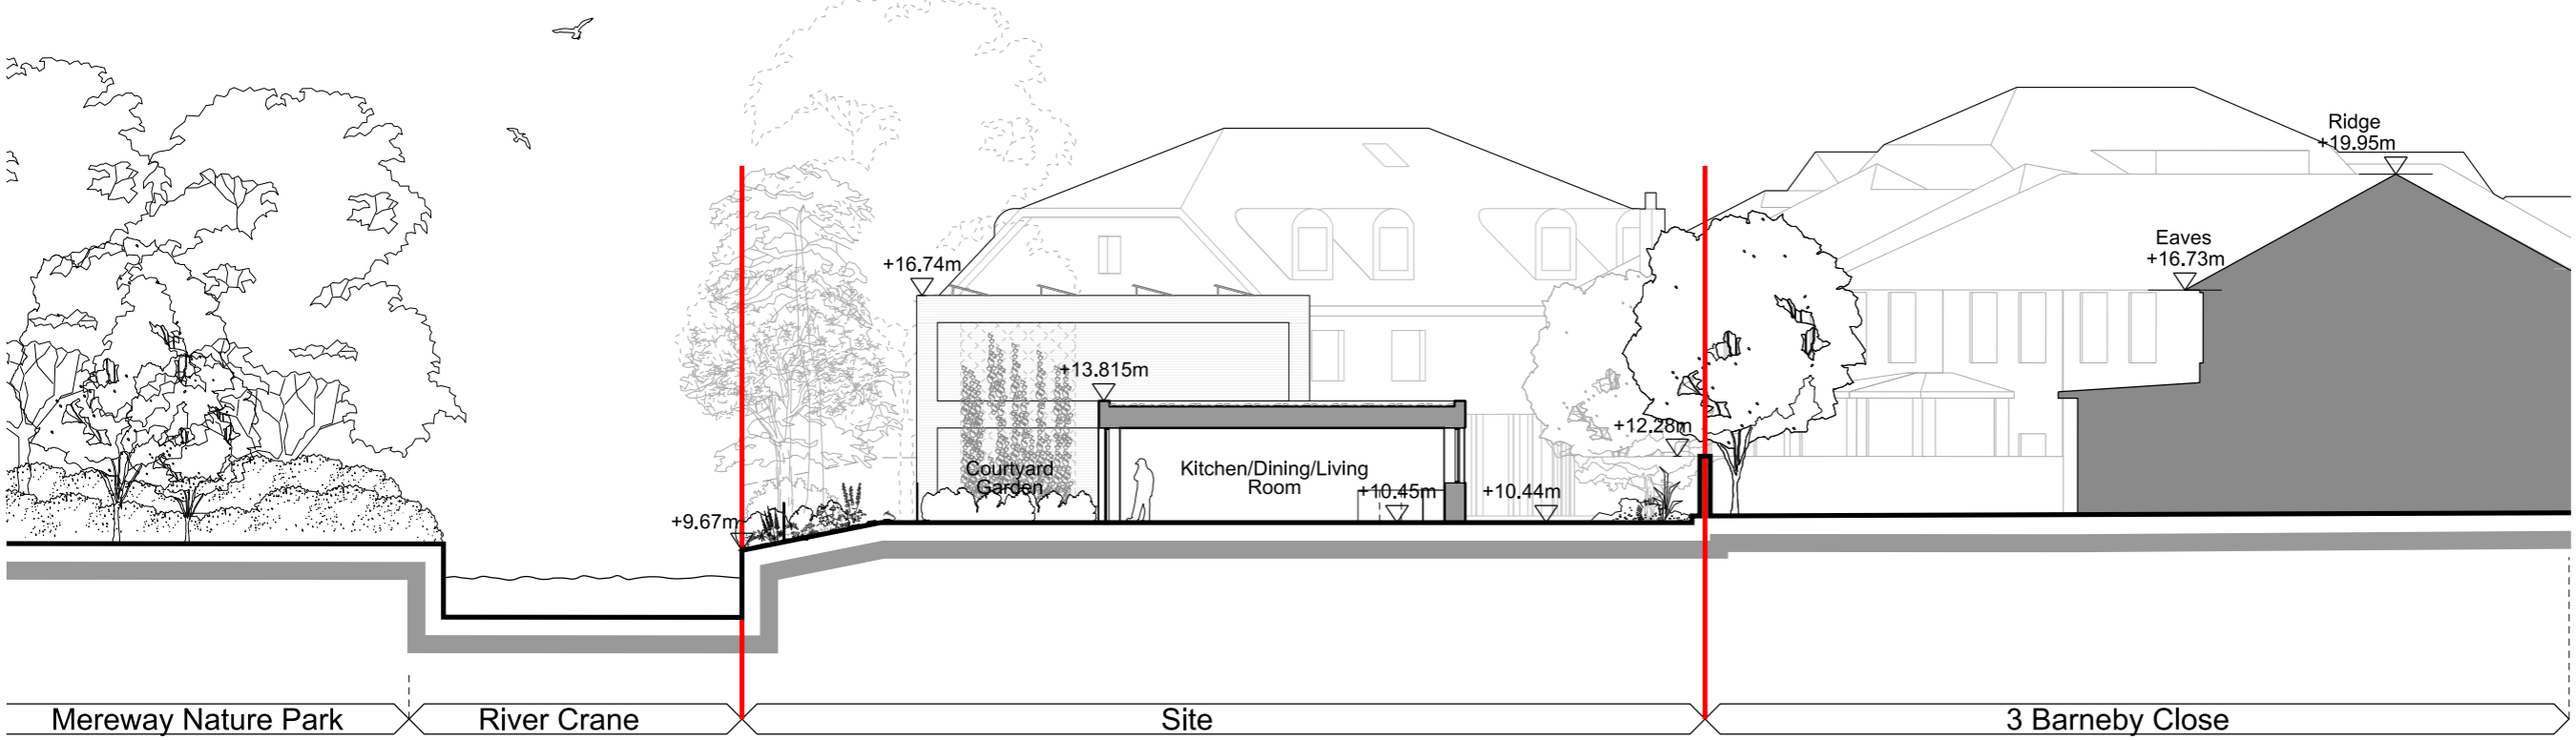 Ridge
+19.95m
Eaves
+16.73m
+16.74m
+13.815m
+12.28m
Courtyard
Garden
Kitchen/Dining/Living
Room
+10.45m
+10.44m
+9.67m
Mereway Nature Park
River Crane
Site
3 Barneby Close